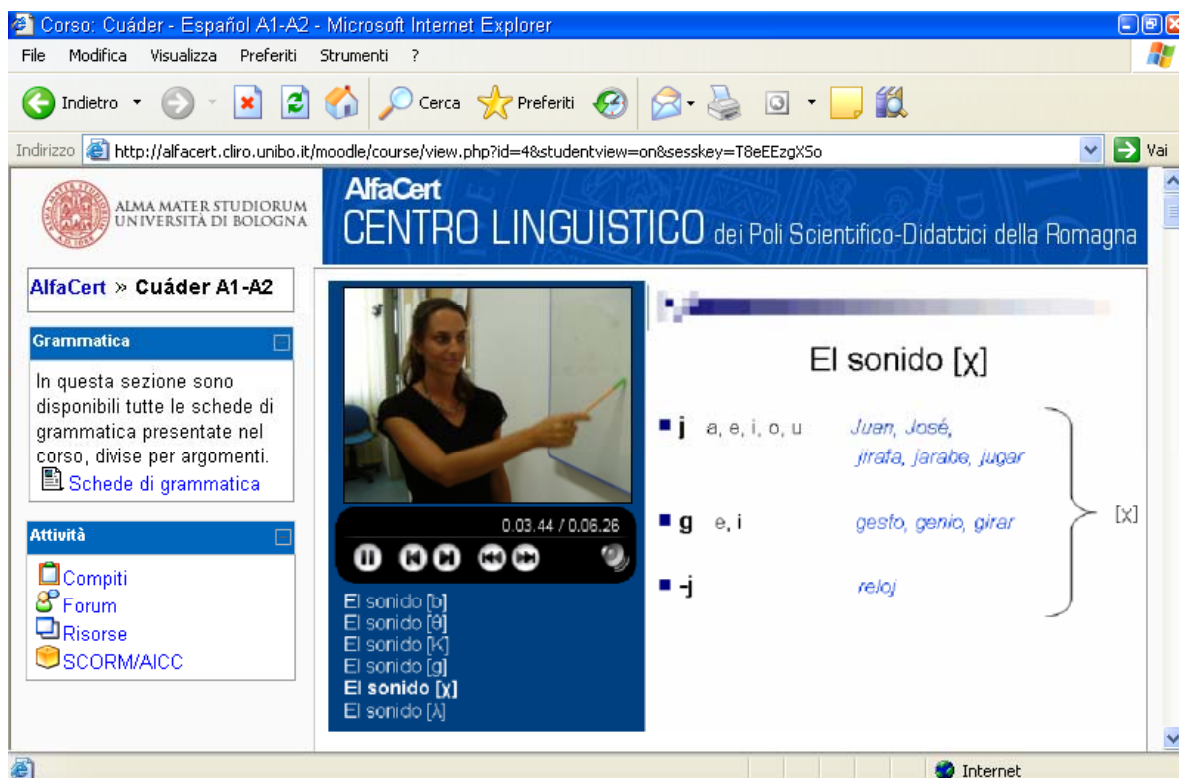 Corso: Cuáder - Español A1-A2 - Microsoft Internet Explorer
File Modifica Visualizza Preferiti Strumenti ?
Indietro Cerca Preferiti
Indirizzo http://alfacert.cliro.unibo.it/moodle/course/view.php?id=4&studentview=on&sesskey=T8eEEzgX5o Vai
ALMA MATER STUDIORUM
UNIVERSITÀ DI BOLOGNA
AlfaCert
CENTRO LINGUISTICO dei Poli Scientifico-Didattici della Romagna
AlfaCert » Cuáder A1-A2
Grammatica
In questa sezione sono
disponibili tutte le schede di
grammatica presentate nel
corso, divise per argomenti.
Schede di grammatica
Attività
Compiti
Forum
Risorse
SCORM/AICC
0.03.44 / 0.06.26
El sonido [b]
El sonido [θ]
El sonido [K]
El sonido [g]
El sonido [χ]
El sonido [λ]
El sonido [χ]
j a, e, i, o, u Juan, José,
jirafa, jarabe, jugar
g e, i gesto, genio, girar
[χ]
-j reloj
Internet